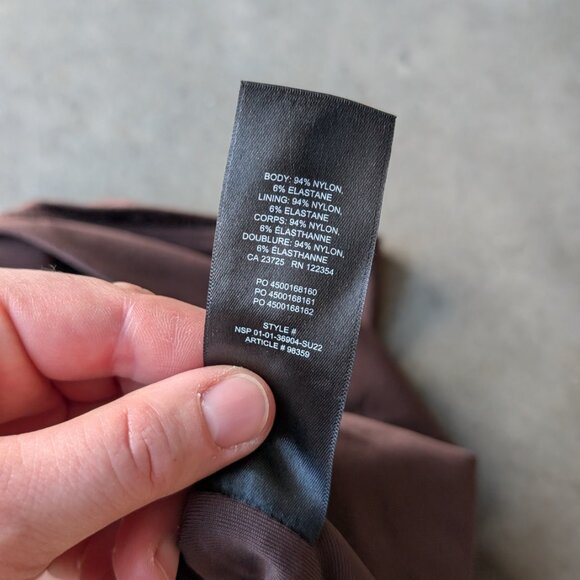 BODY: 94% NYLON,
6% ELASTANE
LINING: 94% NYLON,
6% ELASTANE
CORPS: 94% NYLON,
6% ÉLASTHANNE
DOUBLURE: 94% NYLON,
6% ÉLASTHANNE
CA 23725 RN 122354
PO 4500168160
PO 4500168161
PO 4500168162
STYLE #
NSP 01-01-36904-SU22
ARTICLE # 98359